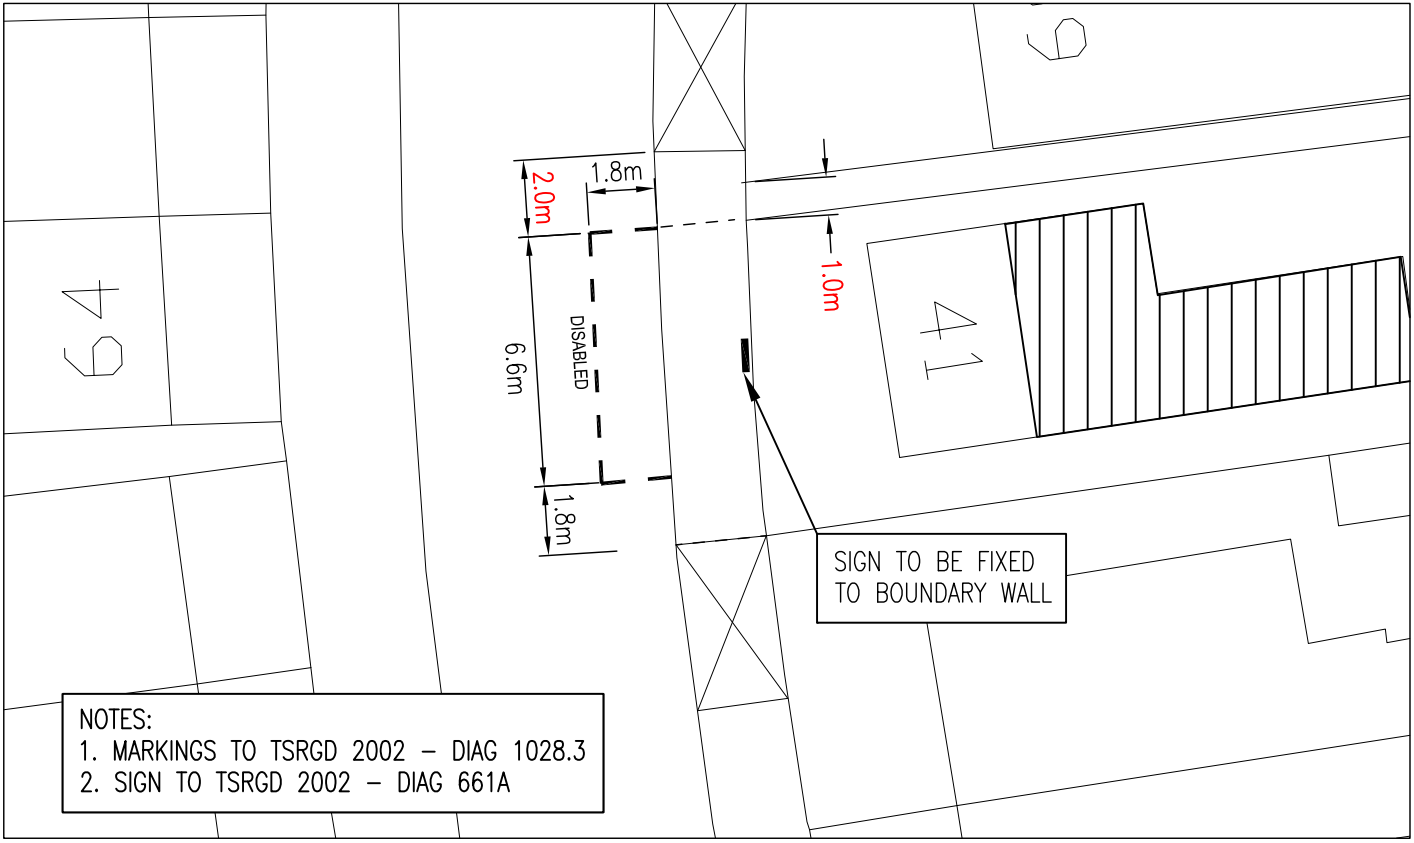 1.8m
2.0m
1.0m
64
6.6m
DISABLED
41
1.8m
SIGN TO BE FIXED
TO BOUNDARY WALL
NOTES:
1. MARKINGS TO TSRGD 2002 – DIAG 1028.3
2. SIGN TO TSRGD 2002 – DIAG 661A